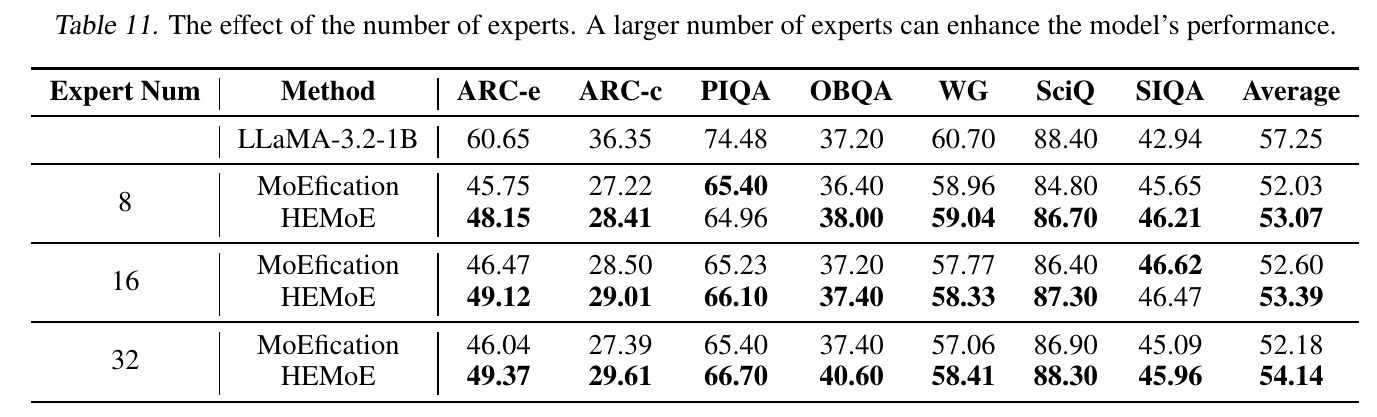 Table 11. The effect of the number of experts. A larger number of experts can enhance the model's performance.
Expert Num Method ARC-e ARC-c PIQA OBQA WG SciQ SIQA Average
LLaMA-3.2-1B 60.65 36.35 74.48 37.20 60.70 88.40 42.94 57.25
8 MoEfication 45.75 27.22 65.40 36.40 58.96 84.80 45.65 52.03
HEMoE 48.15 28.41 64.96 38.00 59.04 86.70 46.21 53.07
16 MoEfication 46.47 28.50 65.23 37.20 57.77 86.40 46.62 52.60
HEMoE 49.12 29.01 66.10 37.40 58.33 87.30 46.47 53.39
32 MoEfication 46.04 27.39 65.40 37.40 57.06 86.90 45.09 52.18
HEMoE 49.37 29.61 66.70 40.60 58.41 88.30 45.96 54.14